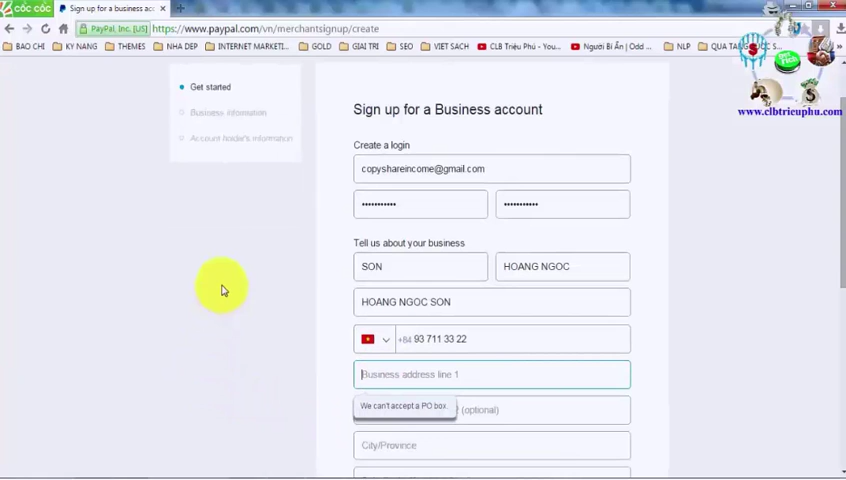 CỐC CỐC
Sign up for a business acc
PayPal, Inc. [US]
https://www.paypal.com/vn/merchantsignup/create
BAO CHI
KY NANG
THEMES
NHA DEP
INTERNET MARKETI...
GOLD
GIAI TRI
SEO
VIET SACH
CLB Triệu Phú - You...
Người Bí Ẩn | Odd ...
NLP
QUA TANG
www.clbtrieuphu.com
Get started
Business information
Account holder's information
Sign up for a Business account
Create a login
copyshareincome@gmail.com
•••••••••••
•••••••••••
Tell us about your business
SON
HOANG NGOC
HOANG NGOC SON
+84 93 711 33 22
Business address line 1
We can't accept a PO box.
(optional)
City/Province